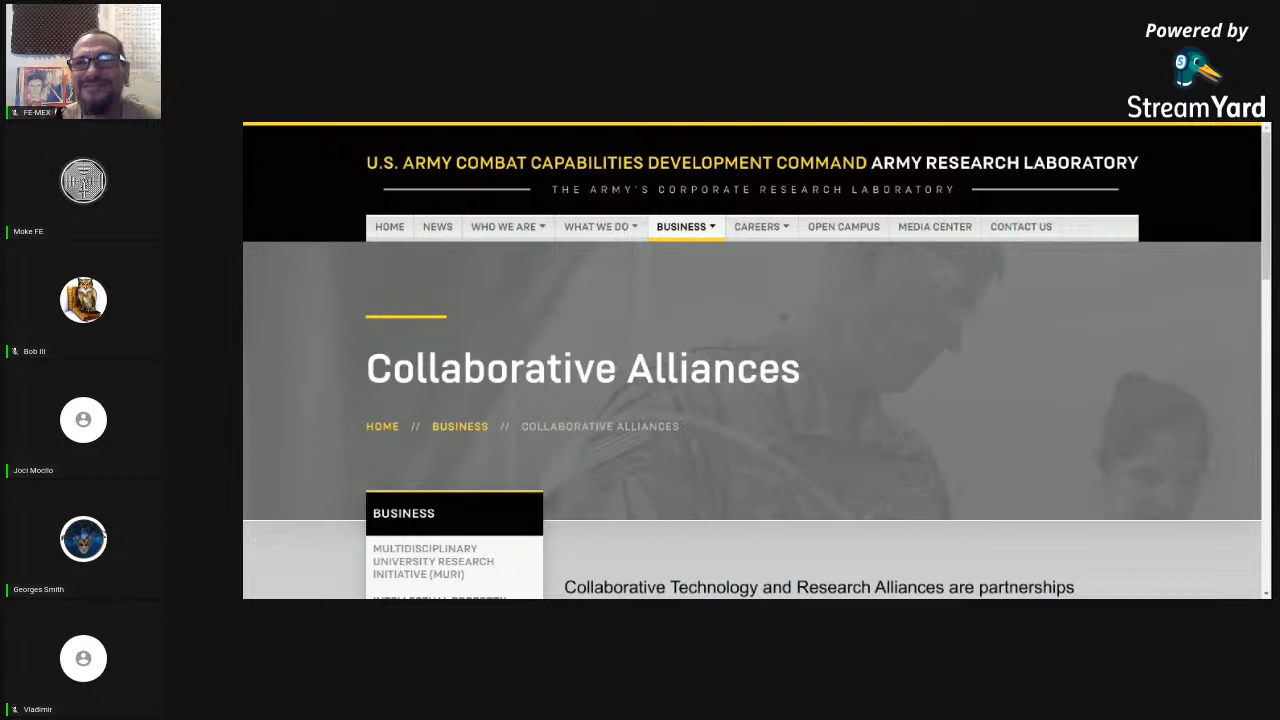 Powered by
StreamYard
FE-MEX
Moke FE
Bob III
Joci Mocilo
Georges Smith
Vladimir
U.S. ARMY COMBAT CAPABILITIES DEVELOPMENT COMMAND ARMY RESEARCH LABORATORY
THE ARMY'S CORPORATE RESEARCH LABORATORY
HOME NEWS WHO WE ARE WHAT WE DO BUSINESS CAREERS OPEN CAMPUS MEDIA CENTER CONTACT US
Collaborative Alliances
HOME // BUSINESS // COLLABORATIVE ALLIANCES
BUSINESS
MULTIDISCIPLINARY
UNIVERSITY RESEARCH
INITIATIVE (MURI)
Collaborative Technology and Research Alliances are partnerships